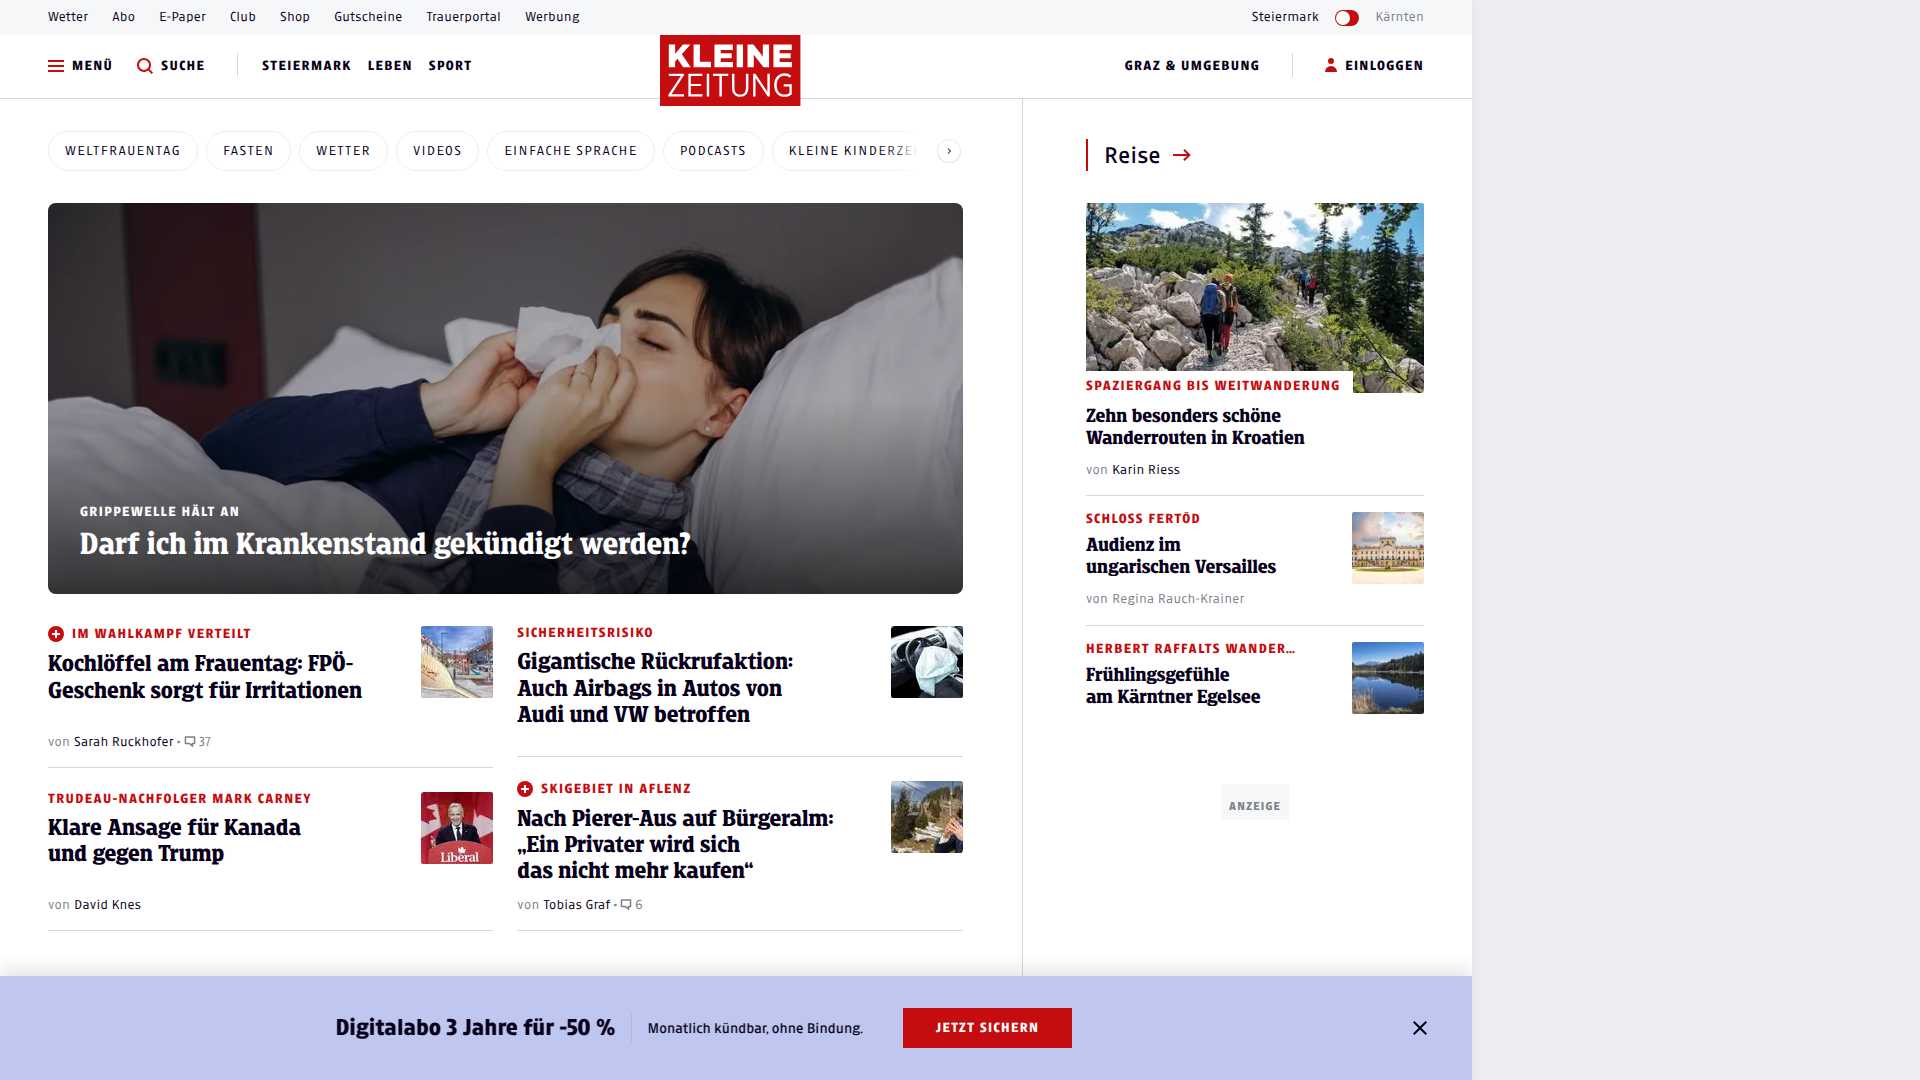 Wetter Abo E-Paper Club Shop Gutscheine Trauerportal Werbung Steiermark Kärnten
MENÜ SUCHE STEIERMARK LEBEN SPORT KLEINE ZEITUNG GRAZ & UMGEBUNG EINLOGGEN
WELTFRAUENTAG FASTEN WETTER VIDEOS EINFACHE SPRACHE PODCASTS KLEINE KINDERZE
GRIPPEWELLE HÄLT AN
Darf ich im Krankenstand gekündigt werden?
IM WAHLKAMPF VERTEILT
Kochlöffel am Frauentag: FPÖ-
Geschenk sorgt für Irritationen
von Sarah Ruckhofer • 37
SICHERHEITSRISIKO
Gigantische Rückrufaktion:
Auch Airbags in Autos von
Audi und VW betroffen
TRUDEAU-NACHFOLGER MARK CARNEY
Klare Ansage für Kanada
und gegen Trump
Liberal
von David Knes
SKIGEBIET IN AFLENZ
Nach Pierer-Aus auf Bürgeralm:
„Ein Privater wird sich
das nicht mehr kaufen“
von Tobias Graf • 6
Reise
SPAZIERGANG BIS WEITWANDERUNG
Zehn besonders schöne
Wanderrouten in Kroatien
von Karin Riess
SCHLOSS FERTÖD
Audienz im
ungarischen Versailles
von Regina Rauch-Krainer
HERBERT RAFFALTS WANDER...
Frühlingsgefühle
am Kärntner Egelsee
ANZEIGE
Digitalabo 3 Jahre für -50 % Monatlich kündbar, ohne Bindung. JETZT SICHERN